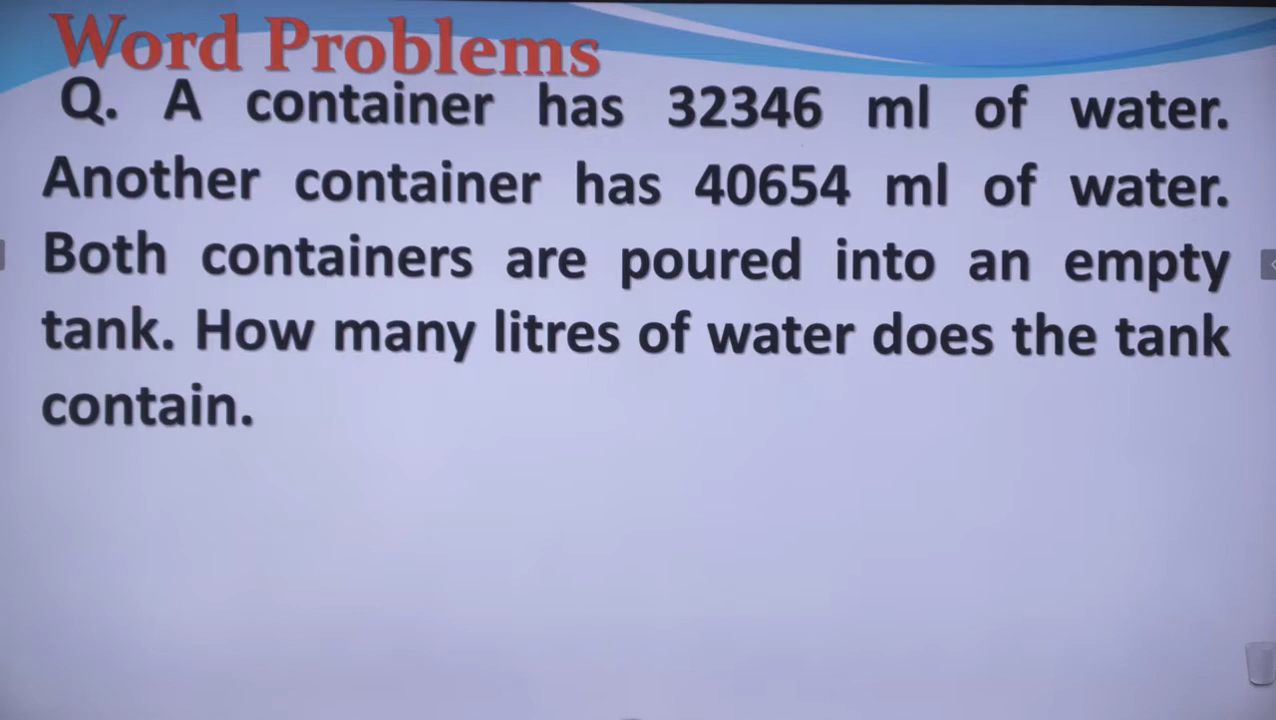 Word Problems
Q. A container has 32346 ml of water.
Another container has 40654 ml of water.
Both containers are poured into an empty
tank. How many litres of water does the tank
contain.